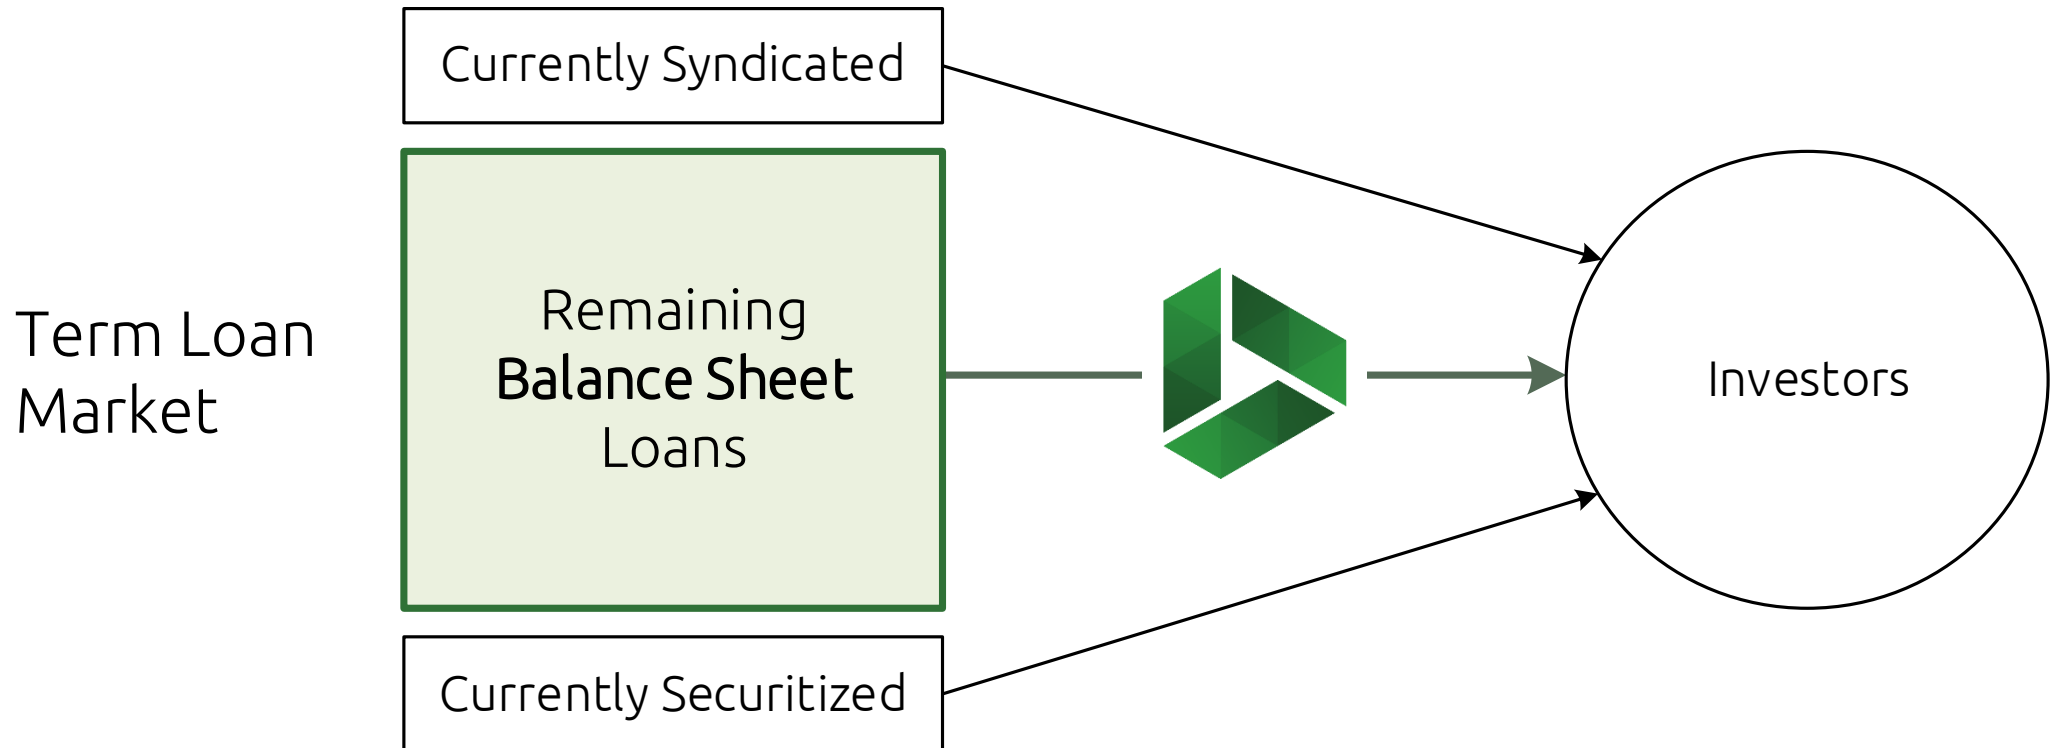 Currently Syndicated
Term Loan
Market
Remaining
Balance Sheet
Loans
Investors
Currently Securitized